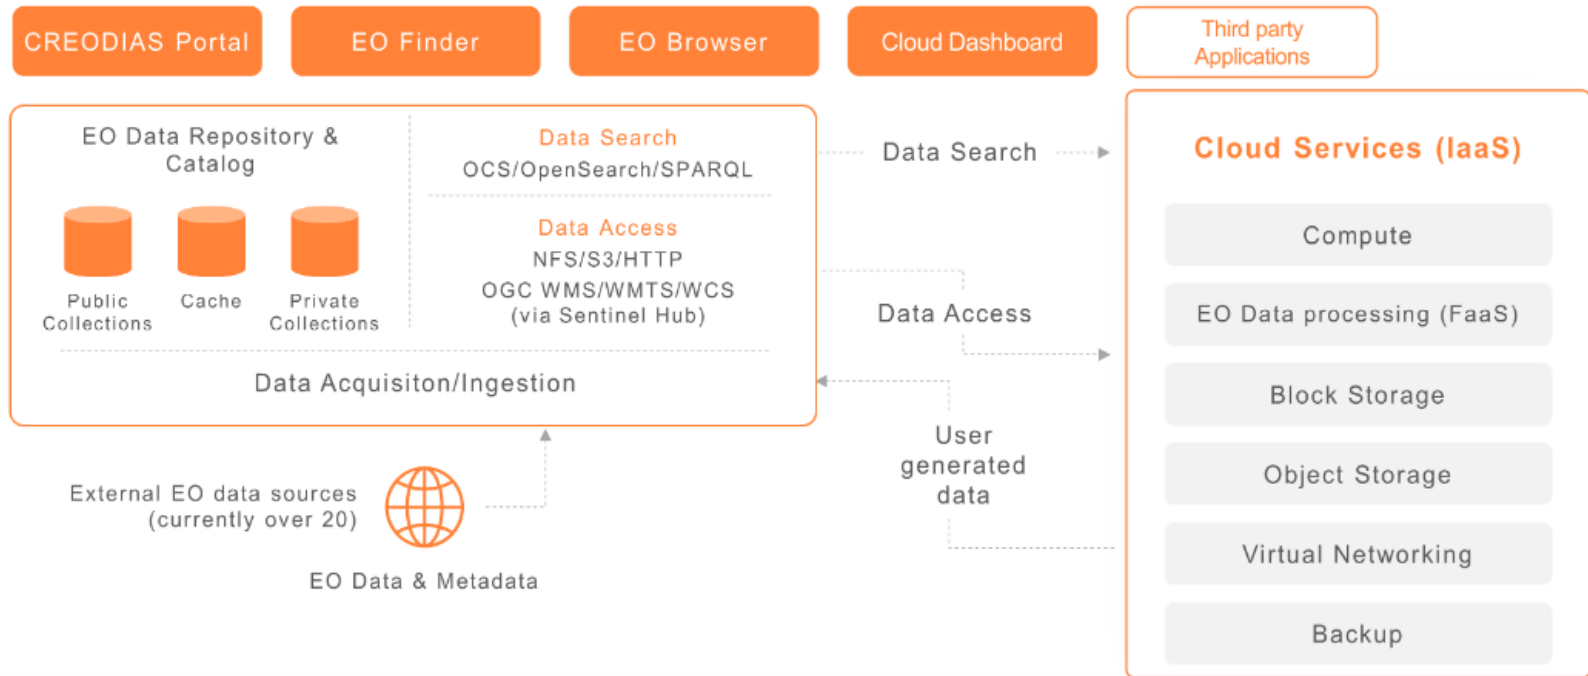 CREODIAS Portal
EO Finder
EO Browser
Cloud Dashboard
Third party
Applications
EO Data Repository &
Catalog
Public
Collections
Cache
Private
Collections
Data Search
OCS/OpenSearch/SPARQL
Data Access
NFS/S3/HTTP
OGC WMS/WMTS/WCS
(via Sentinel Hub)
Data Acquisiton/Ingestion
External EO data sources
(currently over 20)
EO Data & Metadata
Data Search
Data Access
User
generated
data
Cloud Services (IaaS)
Compute
EO Data processing (FaaS)
Block Storage
Object Storage
Virtual Networking
Backup